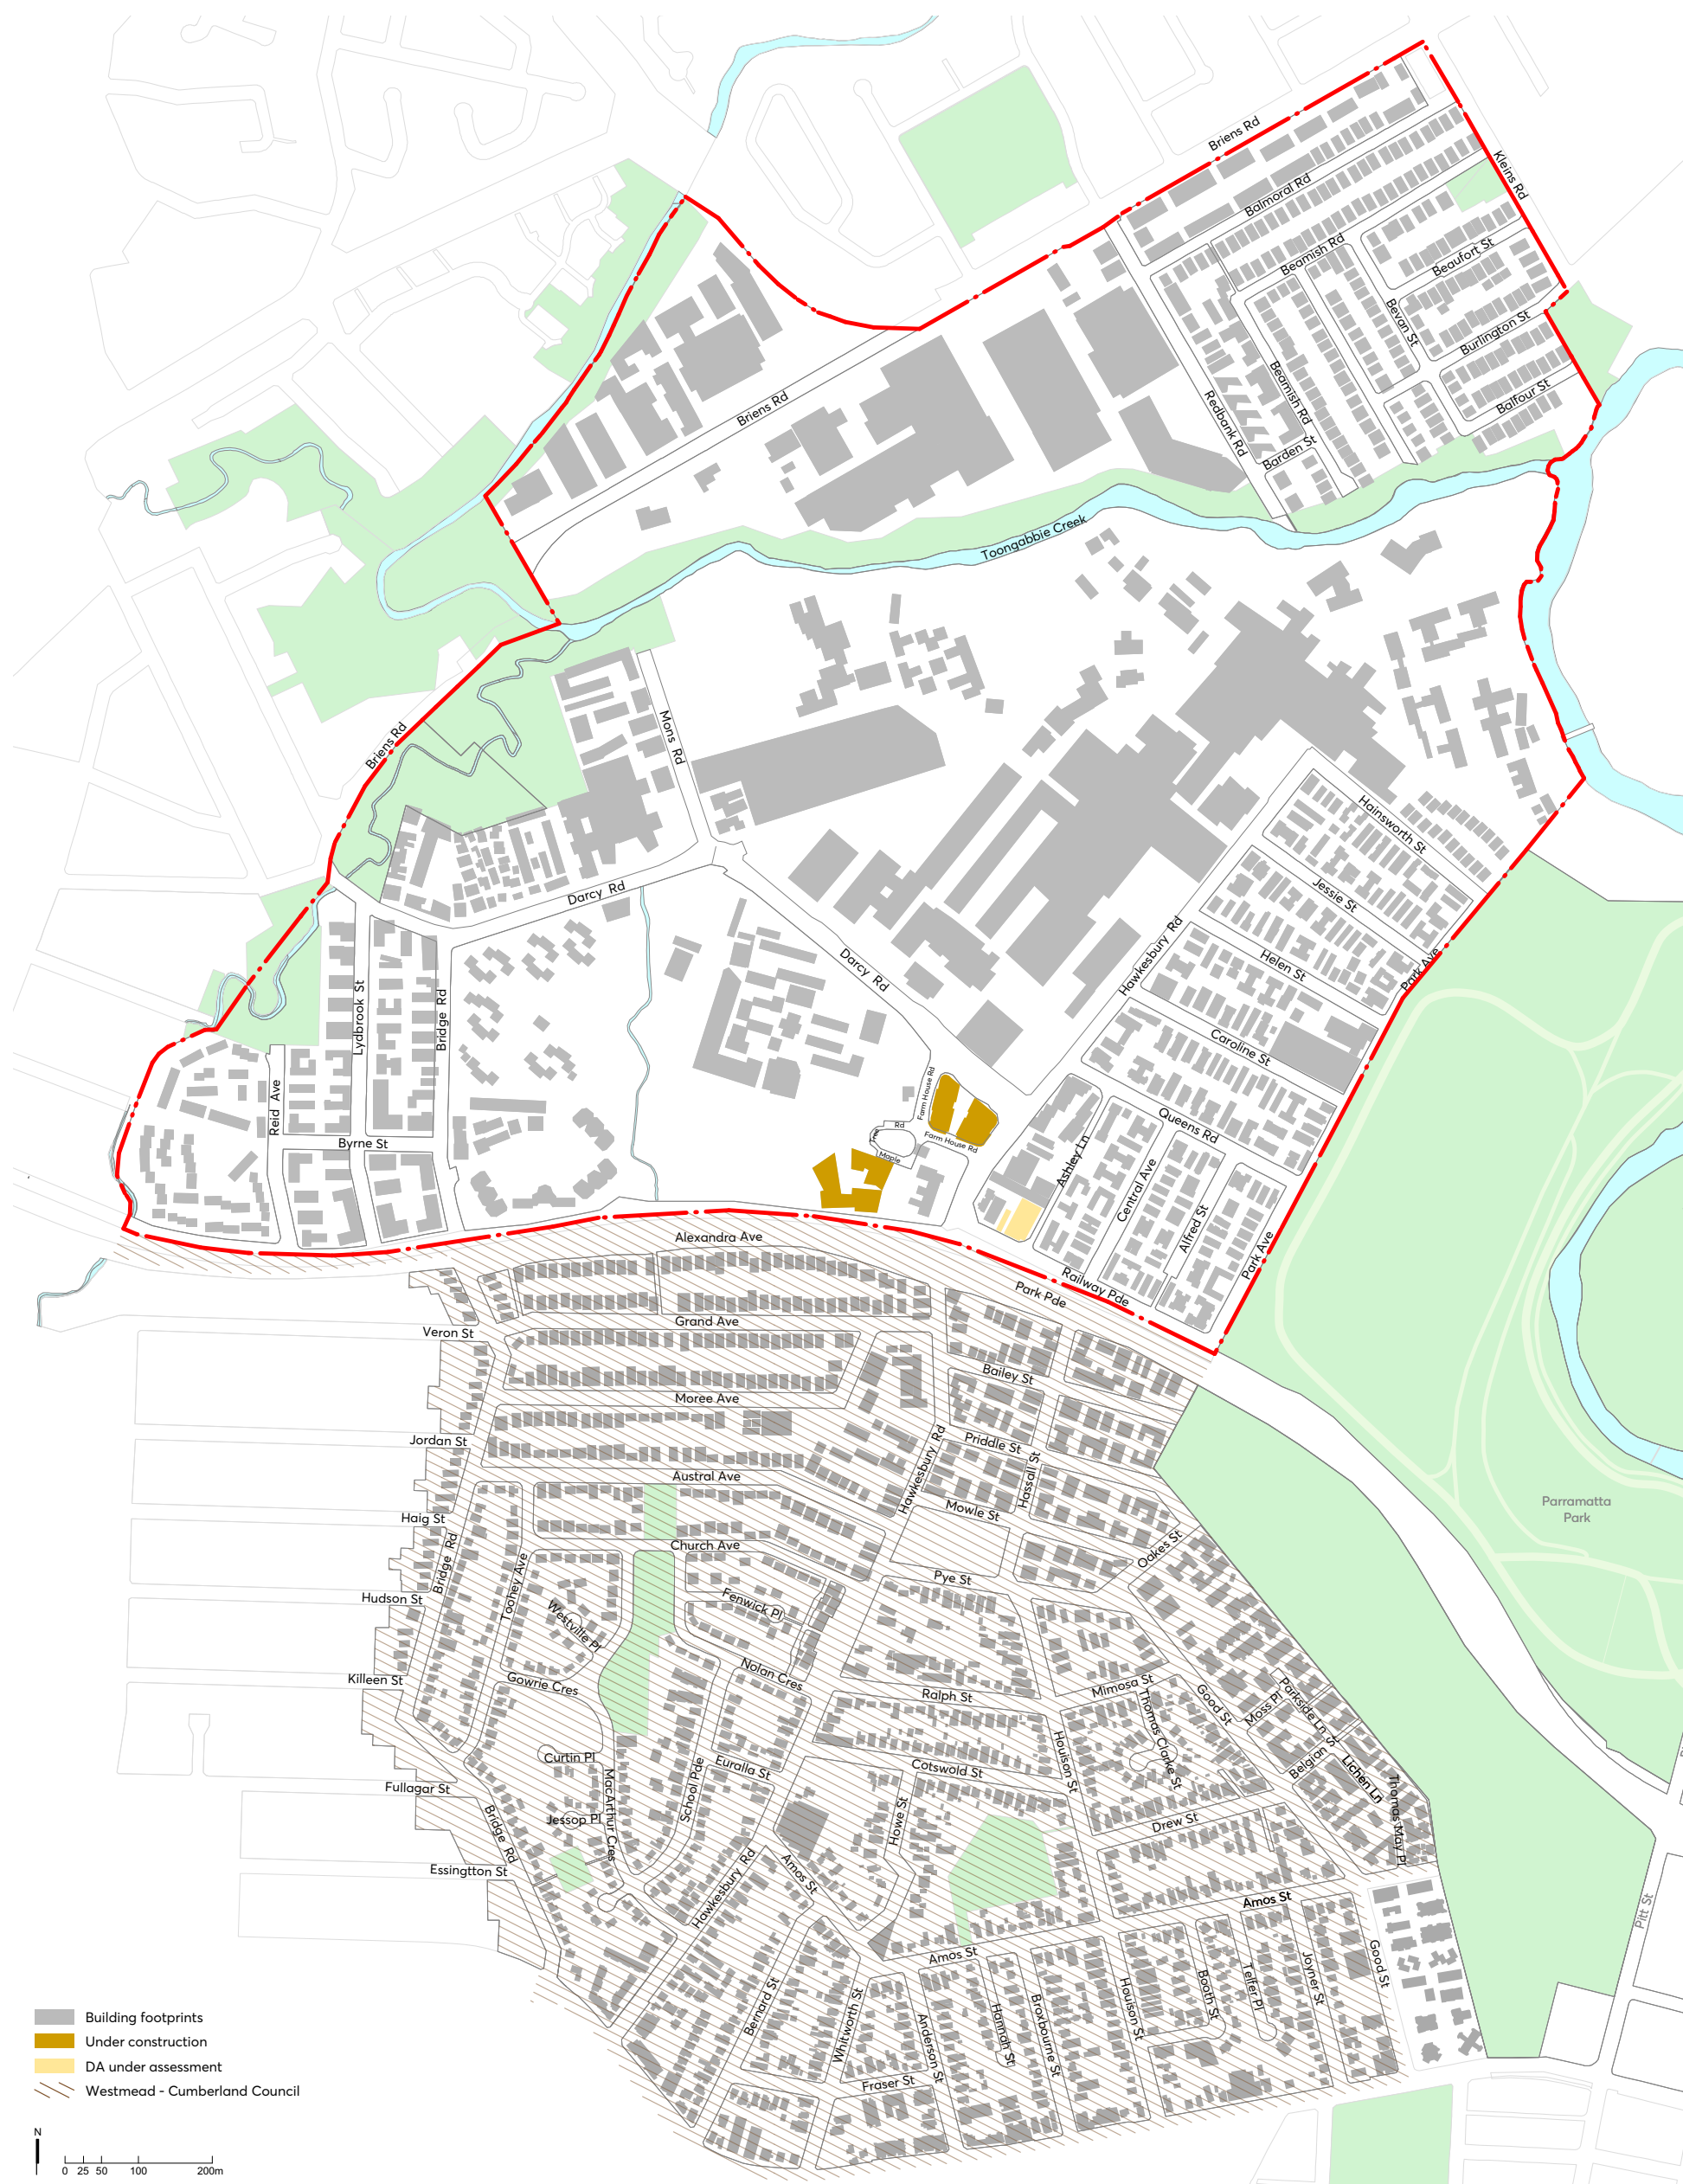 Briens Rd
Kleins Rd
Balmoral Rd
Beamish Rd
Beaufort St
Bevan St
Burlington St
Balfour St
Beamish Rd
Redbank Rd
Barden St
Briens Rd
Toongabbie Creek
Mons Rd
Briens Rd
Hainsworth St
Jessie St
Darcy Rd
Helen St
Hawkesbury Rd
Park Ave
Darcy Rd
Lydbrook St
Bridge Rd
Caroline St
Reid Ave
Farm House Rd
Queens Rd
Byrne St
Tree
Rd
Farm House Rd
Maple
Ashley Ln
Central Ave
Alfred St
Park Ave
Alexandra Ave
Railway Pde
Park Pde
Grand Ave
Veron St
Bailey St
Moree Ave
Jordan St
Priddle St
Hawkesbury Rd
Hassall St
Austral Ave
Mowle St
Parramatta
Park
Haig St
Church Ave
Oakes St
Bridge Rd
Toohey Ave
Pye St
Hudson St
Fenwick Pl
Westville Pl
Killeen St
Gowrie Cres
Nolan Cres
Ralph St
Mimosa St
Good St
Moss Pl
Parkside Ln
Thomas Clarke St
Houison St
Curtin Pl
Euralla St
Cotswold St
Belgian St
Lichen Ln
Thomas May Pl
Fullagar St
MacArthur Cres
School Pde
Howe St
Jessop Pl
Drew St
Bridge Rd
Essingtton St
Hawkesbury Rd
Amos St
Amos St
Pitt St
Amos St
Good St
Bernard St
Whitworth St
Anderson St
Hannah St
Broxbourne St
Houison St
Booth St
Telfer Pl
Joyner St
Fraser St
Building footprints
Under construction
DA under assessment
Westmead - Cumberland Council
N
0 25 50 100 200m